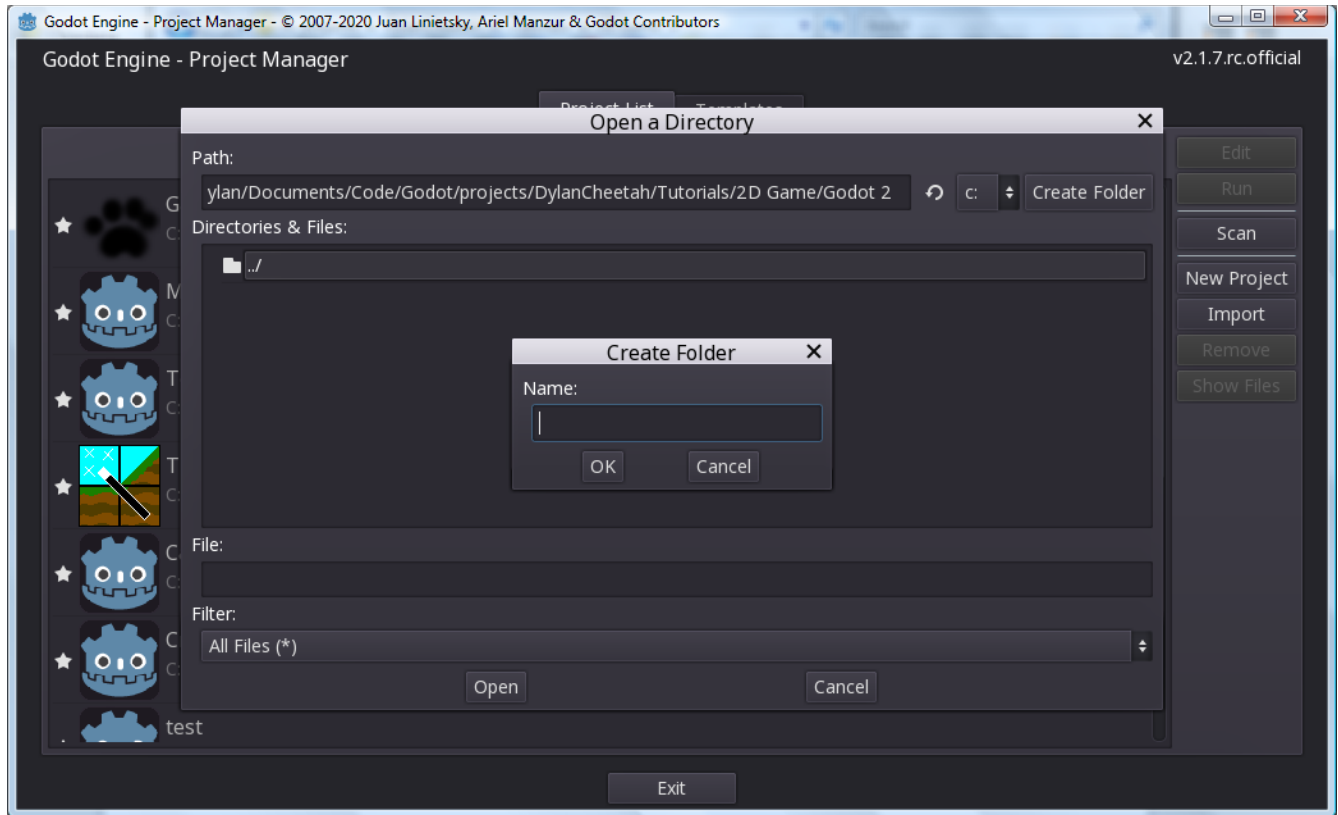 Godot Engine - Project Manager - © 2007-2020 Juan Linietsky, Ariel Manzur & Godot Contributors
Godot Engine - Project Manager
v2.1.7.rc.official
Project List
Templates
Open a Directory
Path:
ylan/Documents/Code/Godot/projects/DylanCheetah/Tutorials/2D Game/Godot 2
c:
Create Folder
Directories & Files:
../
Create Folder
Name:
OK
Cancel
File:
Filter:
All Files (*)
Open
Cancel
G
C:
M
C:
T
C:
T
C:
C
C:
C
C:
test
Edit
Run
Scan
New Project
Import
Remove
Show Files
Exit